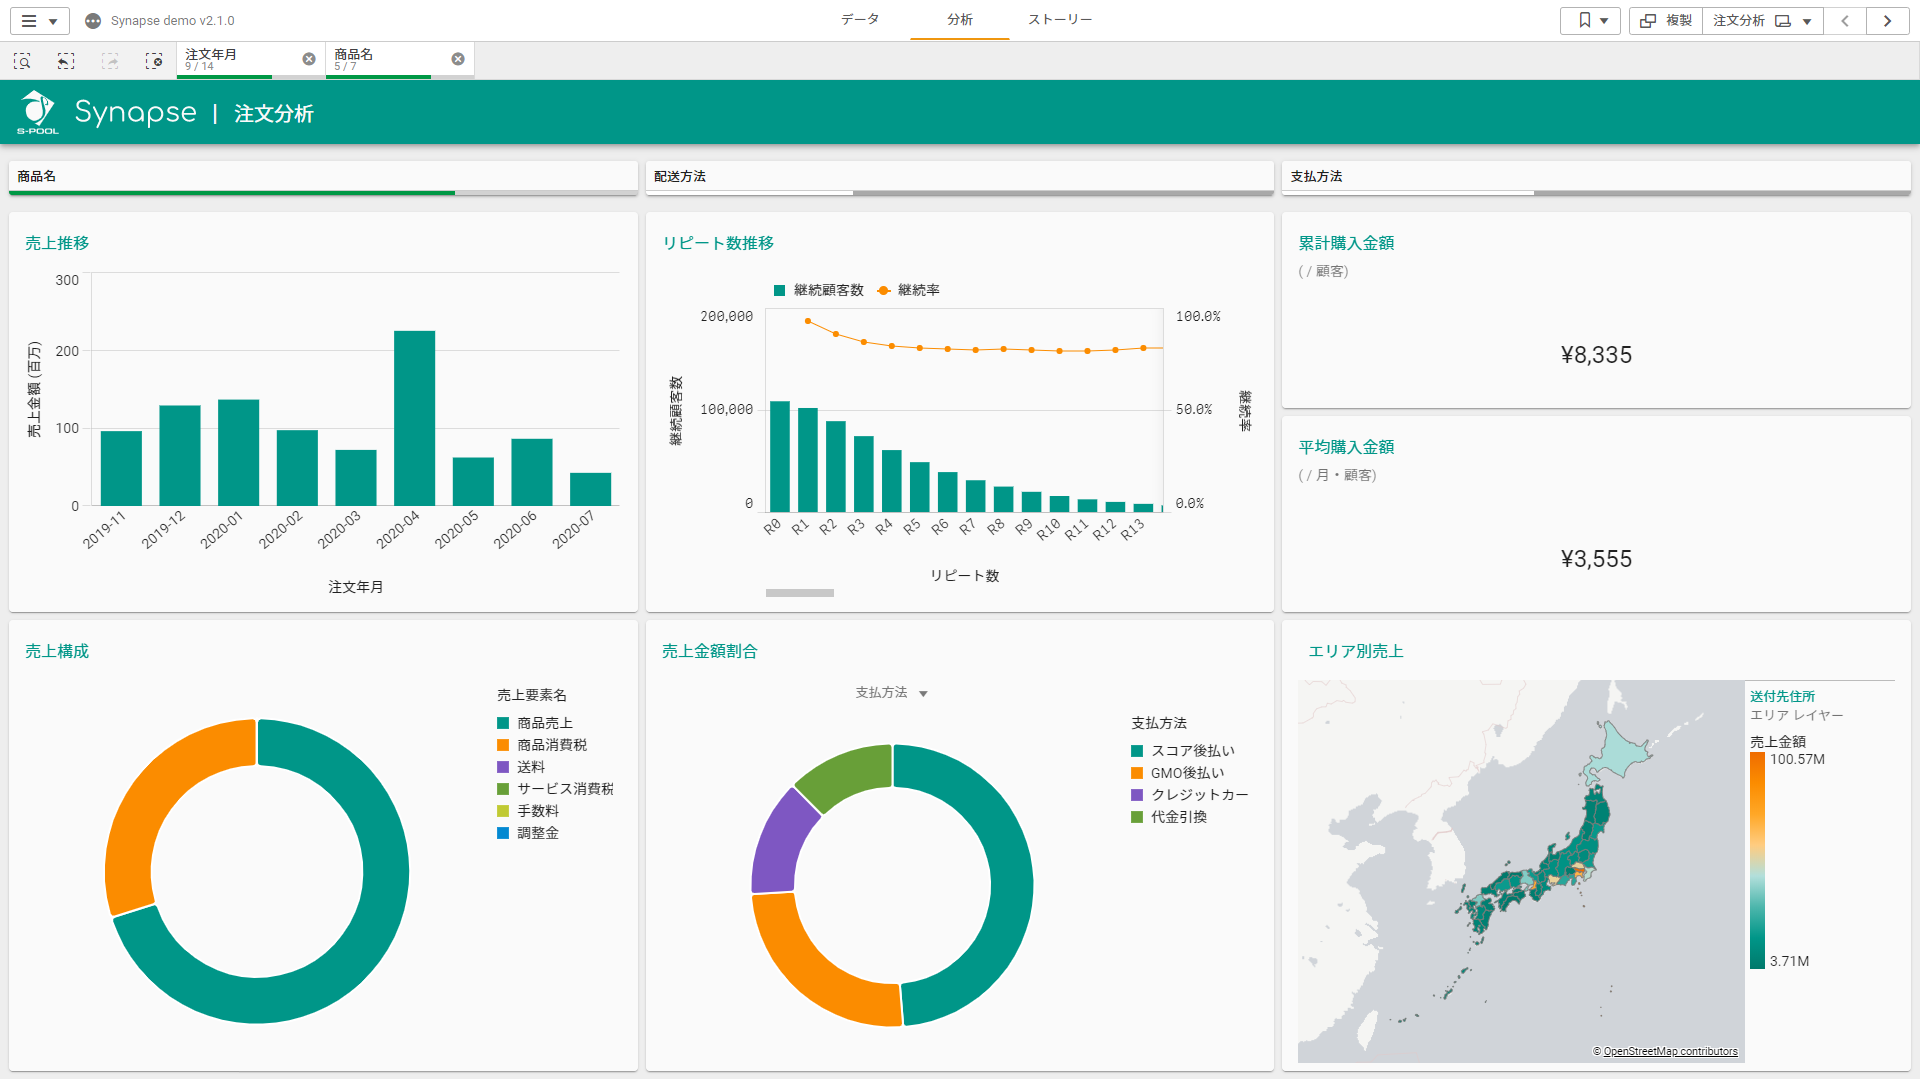 Synapse demo v2.1.0
データ
分析
ストーリー
複製
注文分析
注文年月
9 / 14
商品名
5 / 7
S-POOL
Synapse | 注文分析
商品名
配送方法
支払方法
売上推移
300
200
100
0
売上金額 (百万)
2019-11
2019-12
2020-01
2020-02
2020-03
2020-04
2020-05
2020-06
2020-07
注文年月
リピート数推移
継続顧客数
継続率
200,000
100,000
0
継続顧客数
100.0%
50.0%
0.0%
継続率
R0
R1
R2
R3
R4
R5
R6
R7
R8
R9
R10
R11
R12
R13
リピート数
累計購入金額
( / 顧客)
¥8,335
平均購入金額
( / 月・顧客)
¥3,555
売上構成
売上要素名
商品売上
商品消費税
送料
サービス消費税
手数料
調整金
売上金額割合
支払方法
支払方法
スコア後払い
GMO後払い
クレジットカー
代金引換
エリア別売上
送付先住所
エリア レイヤー
売上金額
100.57M
3.71M
© OpenStreetMap contributors